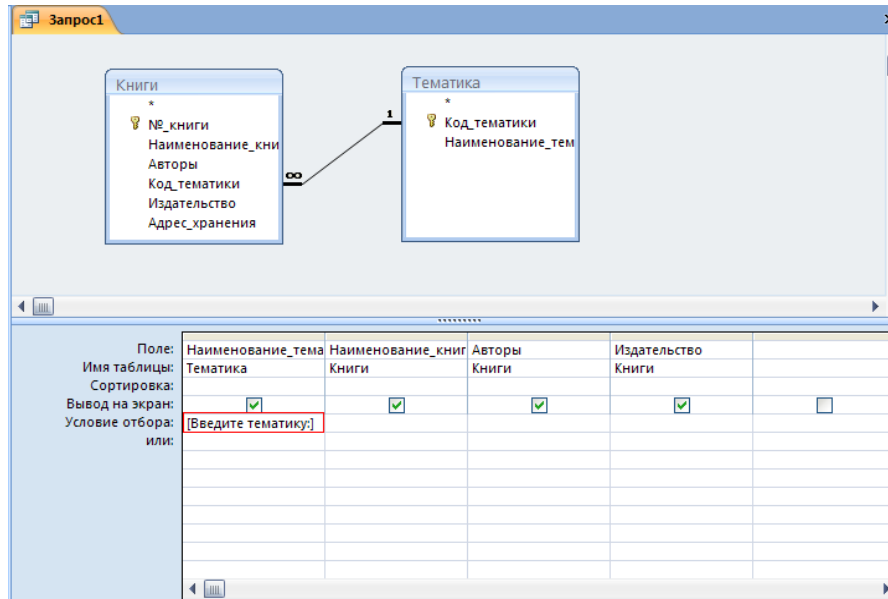 Запрос1
Книги
*
№_книги
Наименование_кни
Авторы
Код_тематики
Издательство
Адрес_хранения
∞
1
Тематика
*
Код_тематики
Наименование_тем
Поле: Наименование_тема Наименование_книг Авторы Издательство
Имя таблицы: Тематика Книги Книги Книги
Сортировка:
Вывод на экран:
Условие отбора: [Введите тематику:]
или: